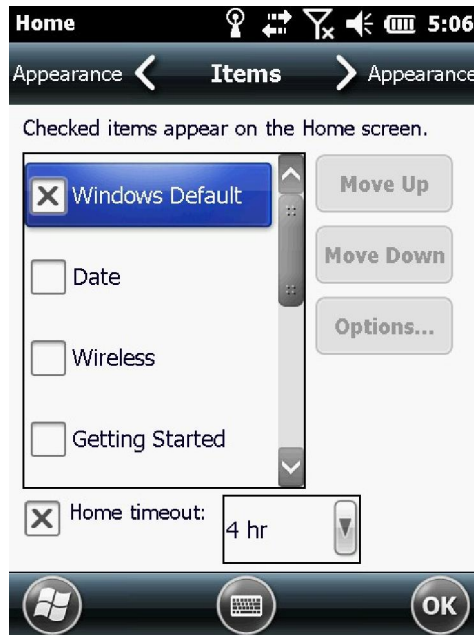 Home 5:06
Appearance Items Appearance
Checked items appear on the Home screen.
Windows Default
Move Up
Date
Move Down
Options...
Wireless
Getting Started
Home timeout: 4 hr
OK